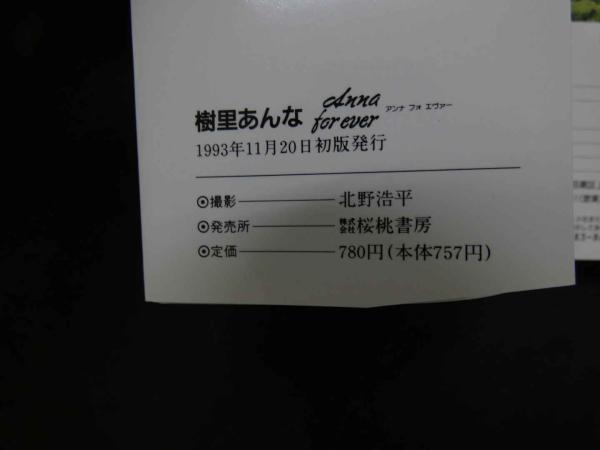 樹里あんな Anna for ever アンナ フォ エヴァー
1993年11月20日初版発行
◉撮影――北野浩平
◉発売所――株式会社桜桃書房
◉定価――780円(本体757円)